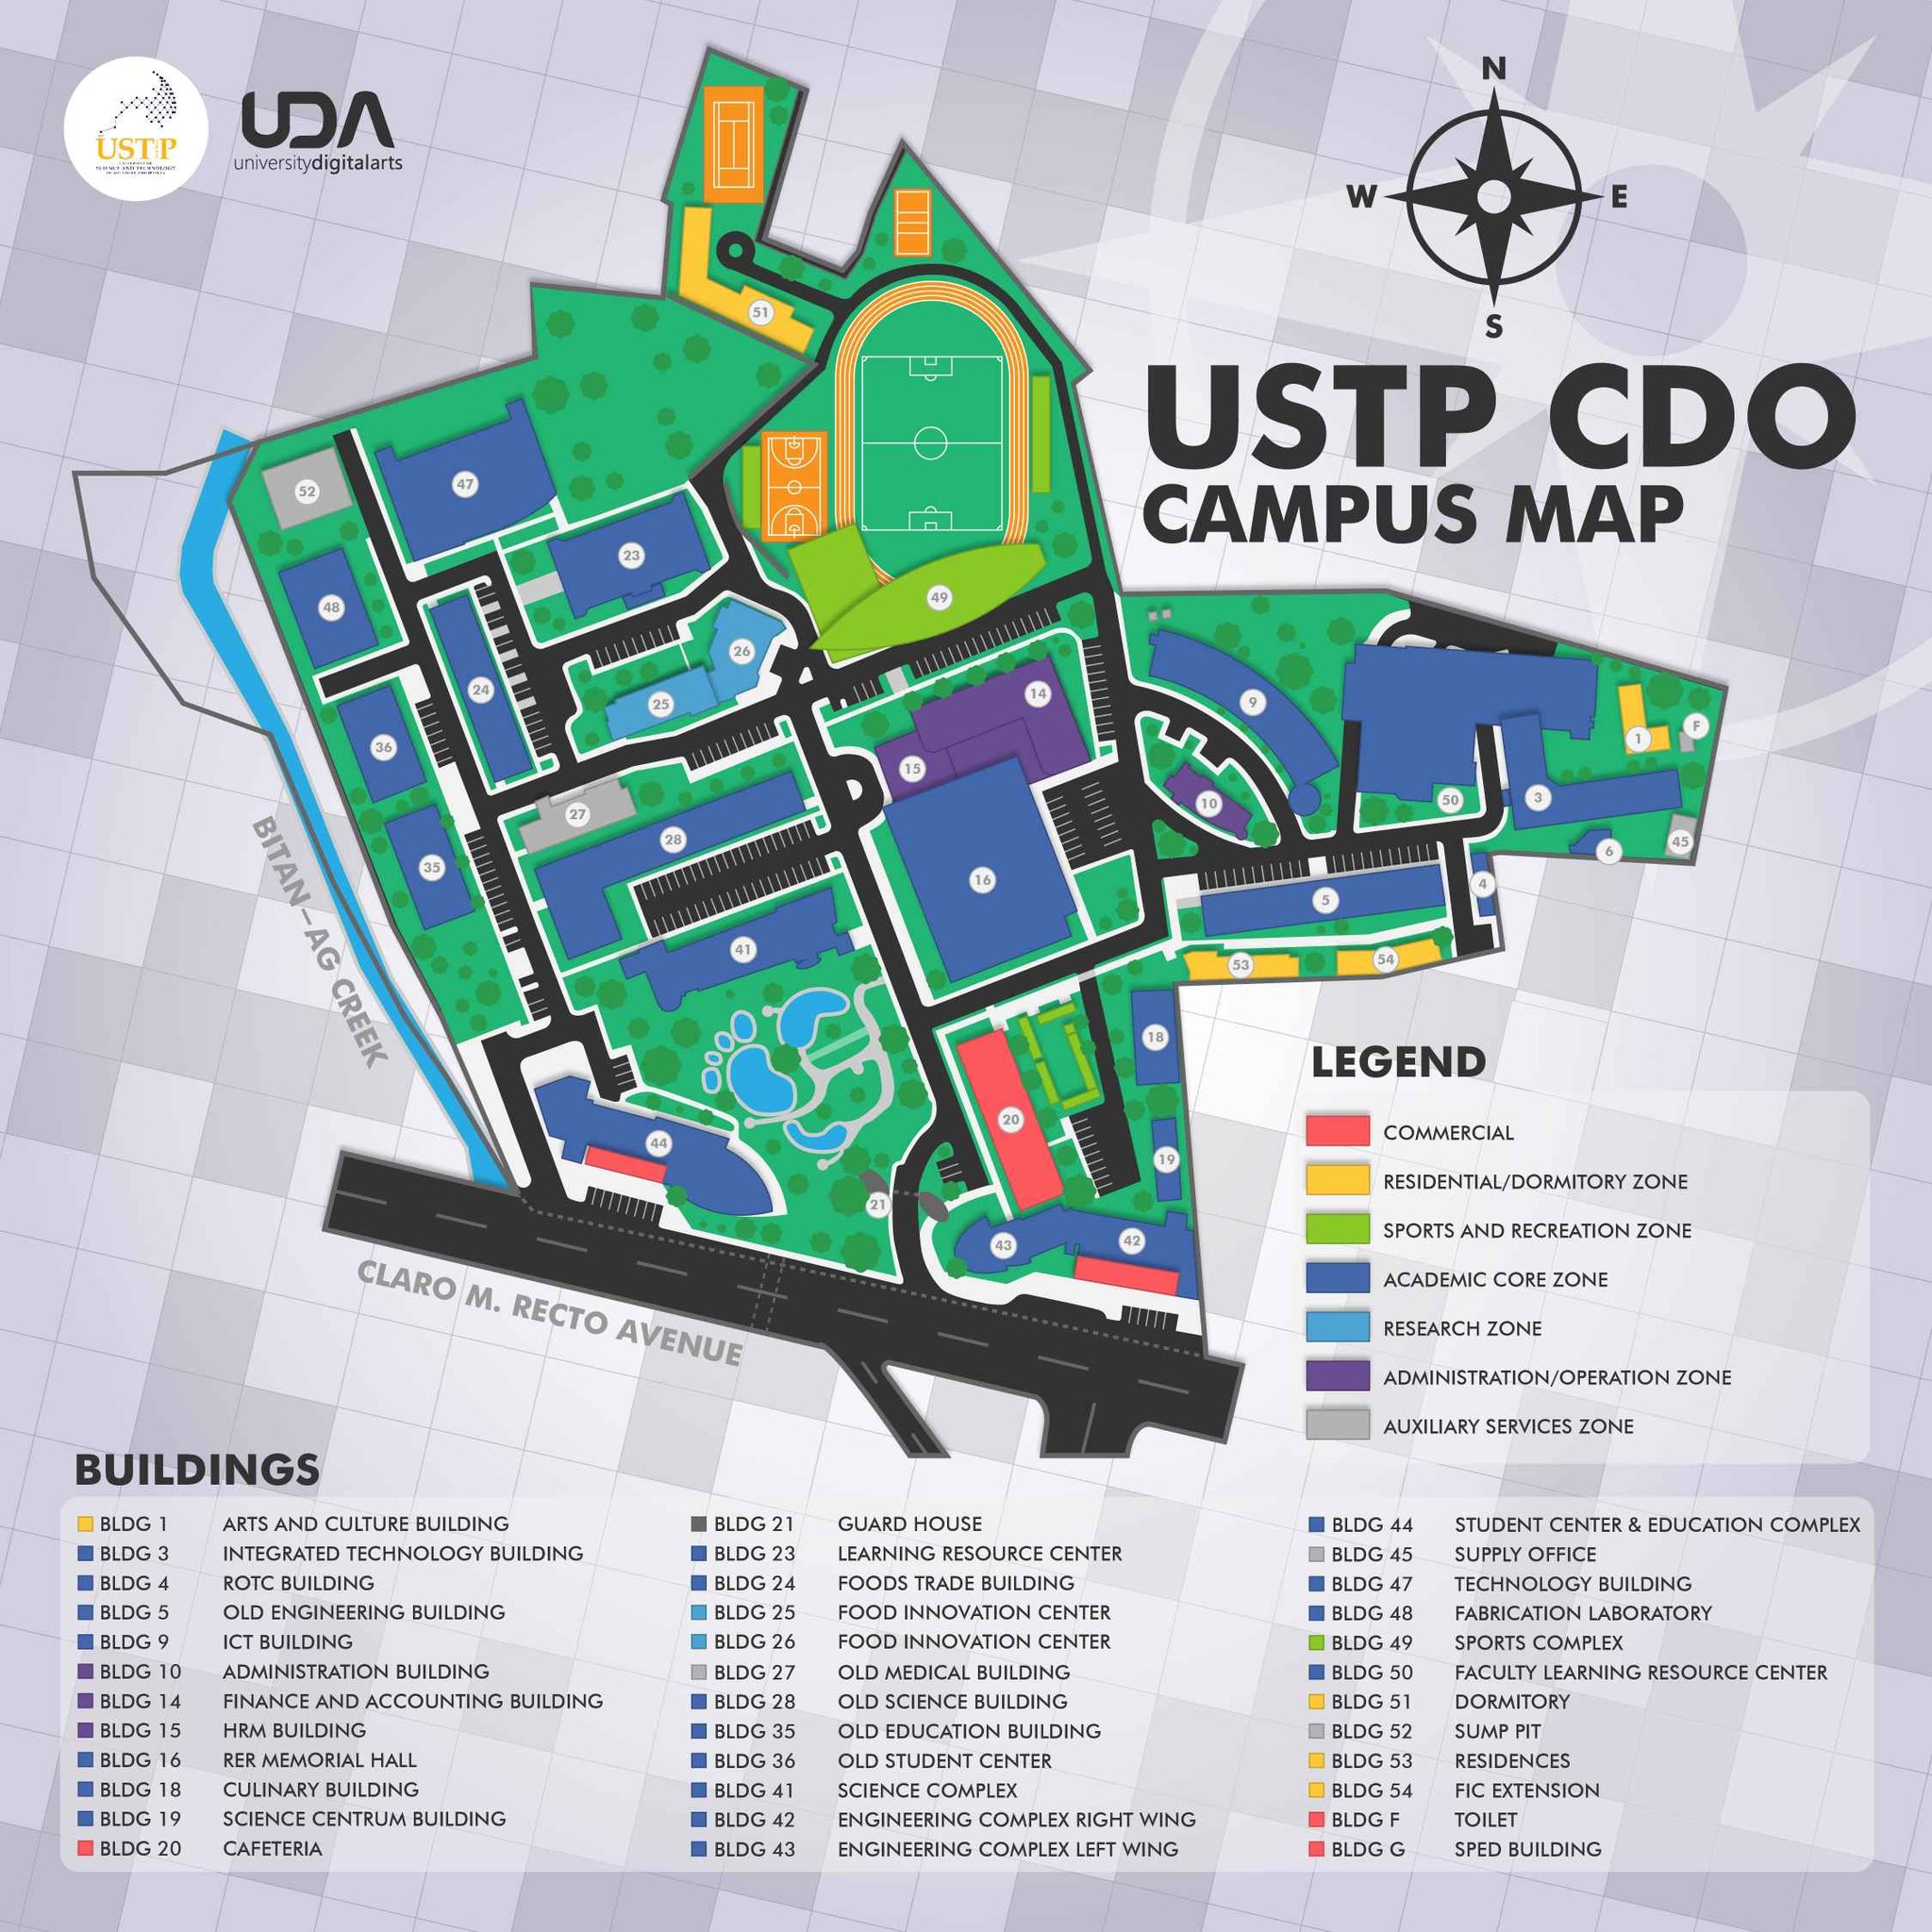 USTP
UNIVERSITY OF
SCIENCE AND TECHNOLOGY
OF SOUTHERN PHILIPPINES
UDA
universitydigitalarts
N
W
E
S
USTP CDO
CAMPUS MAP
51
52
47
23
48
49
26
24
25
14
9
36
15
1
F
27
10
50
3
28
35
16
6
45
5
4
41
53
54
18
20
44
19
21
43
42
BITAN–AG CREEK
CLARO M. RECTO AVENUE
LEGEND
COMMERCIAL
RESIDENTIAL/DORMITORY ZONE
SPORTS AND RECREATION ZONE
ACADEMIC CORE ZONE
RESEARCH ZONE
ADMINISTRATION/OPERATION ZONE
AUXILIARY SERVICES ZONE
BUILDINGS
BLDG 1 ARTS AND CULTURE BUILDING
BLDG 3 INTEGRATED TECHNOLOGY BUILDING
BLDG 4 ROTC BUILDING
BLDG 5 OLD ENGINEERING BUILDING
BLDG 9 ICT BUILDING
BLDG 10 ADMINISTRATION BUILDING
BLDG 14 FINANCE AND ACCOUNTING BUILDING
BLDG 15 HRM BUILDING
BLDG 16 RER MEMORIAL HALL
BLDG 18 CULINARY BUILDING
BLDG 19 SCIENCE CENTRUM BUILDING
BLDG 20 CAFETERIA
BLDG 21 GUARD HOUSE
BLDG 23 LEARNING RESOURCE CENTER
BLDG 24 FOODS TRADE BUILDING
BLDG 25 FOOD INNOVATION CENTER
BLDG 26 FOOD INNOVATION CENTER
BLDG 27 OLD MEDICAL BUILDING
BLDG 28 OLD SCIENCE BUILDING
BLDG 35 OLD EDUCATION BUILDING
BLDG 36 OLD STUDENT CENTER
BLDG 41 SCIENCE COMPLEX
BLDG 42 ENGINEERING COMPLEX RIGHT WING
BLDG 43 ENGINEERING COMPLEX LEFT WING
BLDG 44 STUDENT CENTER & EDUCATION COMPLEX
BLDG 45 SUPPLY OFFICE
BLDG 47 TECHNOLOGY BUILDING
BLDG 48 FABRICATION LABORATORY
BLDG 49 SPORTS COMPLEX
BLDG 50 FACULTY LEARNING RESOURCE CENTER
BLDG 51 DORMITORY
BLDG 52 SUMP PIT
BLDG 53 RESIDENCES
BLDG 54 FIC EXTENSION
BLDG F TOILET
BLDG G SPED BUILDING